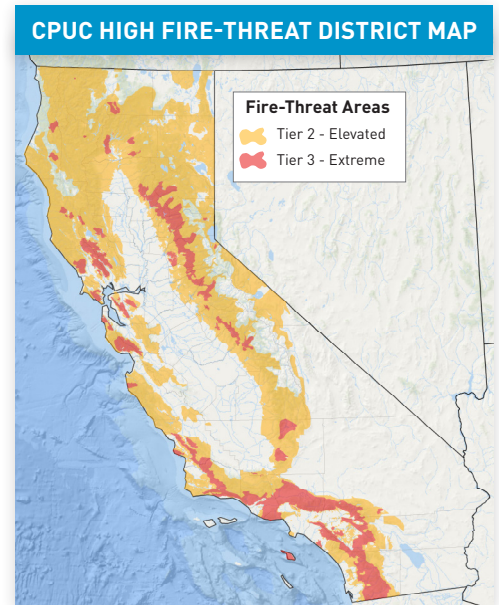 CPUC HIGH FIRE-THREAT DISTRICT MAP
Fire-Threat Areas
Tier 2 - Elevated
Tier 3 - Extreme